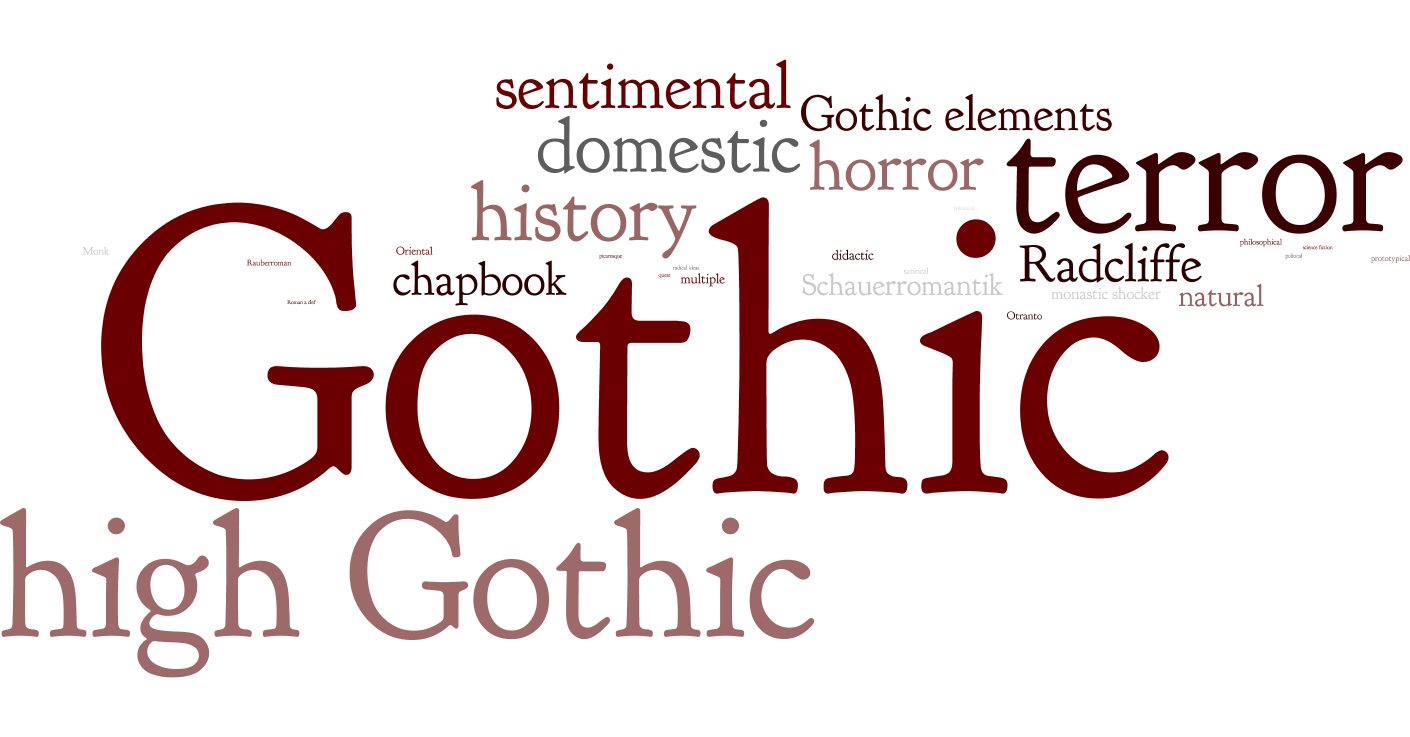 sentimental
Gothic elements
domestic
horror
terror
history
Monk
Rauberroman
Oriental
picaresque
didactic
Radcliffe
philosophical
science fiction
political
prototypical
chapbook
radical ideas
quest
multiple
satirical
Schauerromantik
monastic shocker
natural
Roman a def
Otranto
Gothic
high Gothic